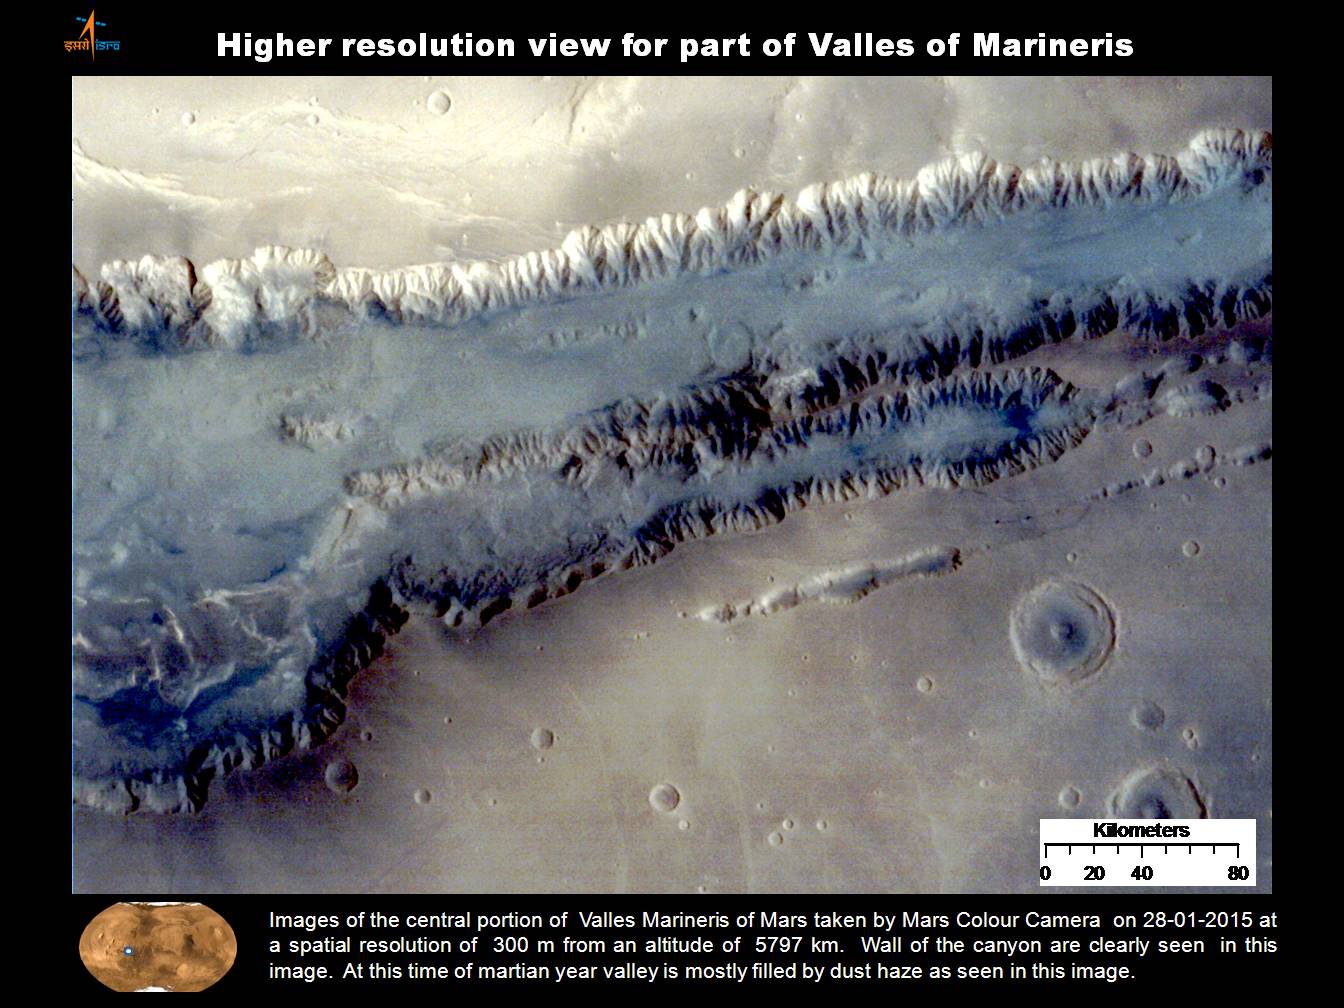 इसरो isro
Higher resolution view for part of Valles of Marineris
Kilometers
0 20 40 80
Images of the central portion of Valles Marineris of Mars taken by Mars Colour Camera on 28-01-2015 at
a spatial resolution of 300 m from an altitude of 5797 km. Wall of the canyon are clearly seen in this
image. At this time of martian year valley is mostly filled by dust haze as seen in this image.